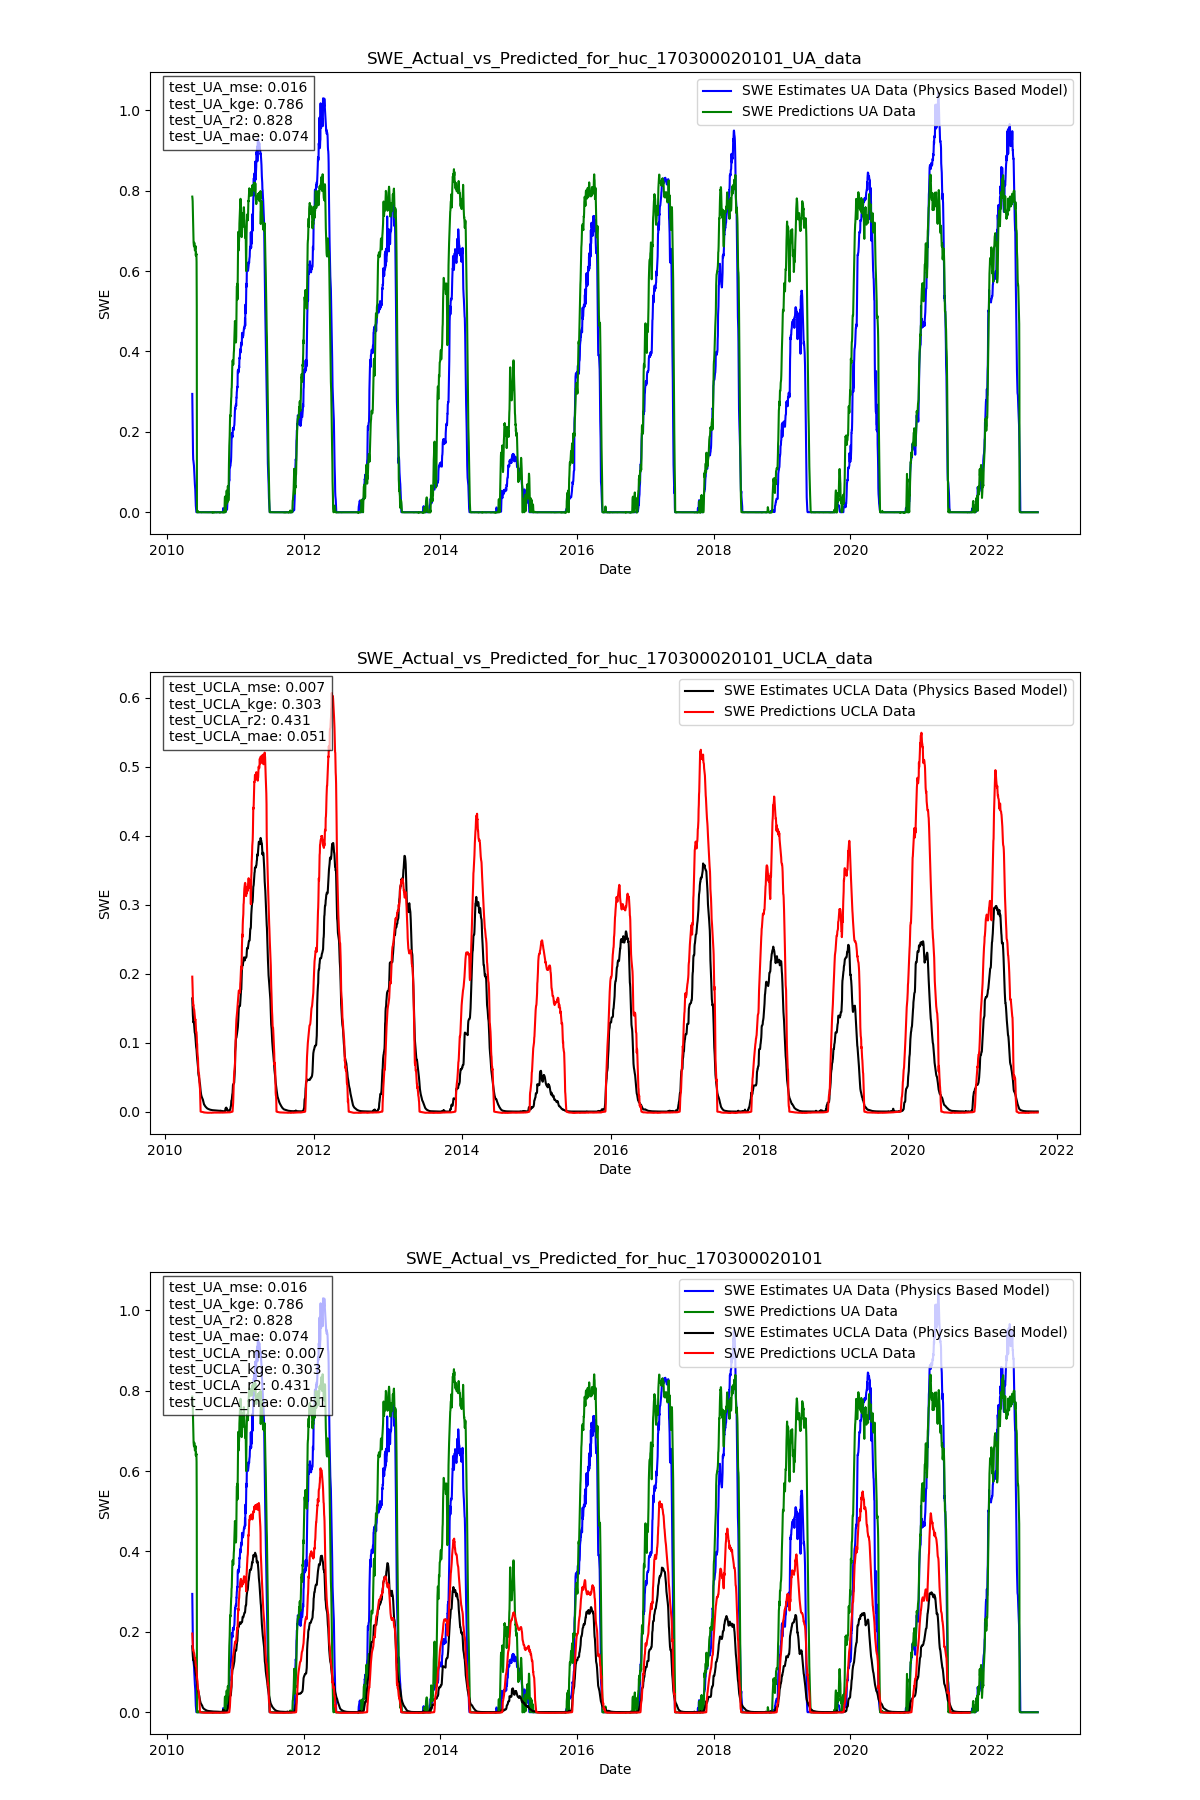 SWE_Actual_vs_Predicted_for_huc_170300020101_UA_data
test_UA_mse: 0.016
test_UA_kge: 0.786
test_UA_r2: 0.828
test_UA_mae: 0.074
SWE Estimates UA Data (Physics Based Model)
SWE Predictions UA Data
1.0
0.8
0.6
0.4
0.2
0.0
SWE
2010 2012 2014 2016 2018 2020 2022
Date
SWE_Actual_vs_Predicted_for_huc_170300020101_UCLA_data
test_UCLA_mse: 0.007
test_UCLA_kge: 0.303
test_UCLA_r2: 0.431
test_UCLA_mae: 0.051
SWE Estimates UCLA Data (Physics Based Model)
SWE Predictions UCLA Data
0.6
0.5
0.4
0.3
0.2
0.1
0.0
SWE
2010 2012 2014 2016 2018 2020 2022
Date
SWE_Actual_vs_Predicted_for_huc_170300020101
test_UA_mse: 0.016
test_UA_kge: 0.786
test_UA_r2: 0.828
test_UA_mae: 0.074
test_UCLA_mse: 0.007
test_UCLA_kge: 0.303
test_UCLA_r2: 0.431
test_UCLA_mae: 0.051
SWE Estimates UA Data (Physics Based Model)
SWE Predictions UA Data
SWE Estimates UCLA Data (Physics Based Model)
SWE Predictions UCLA Data
1.0
0.8
0.6
0.4
0.2
0.0
SWE
2010 2012 2014 2016 2018 2020 2022
Date